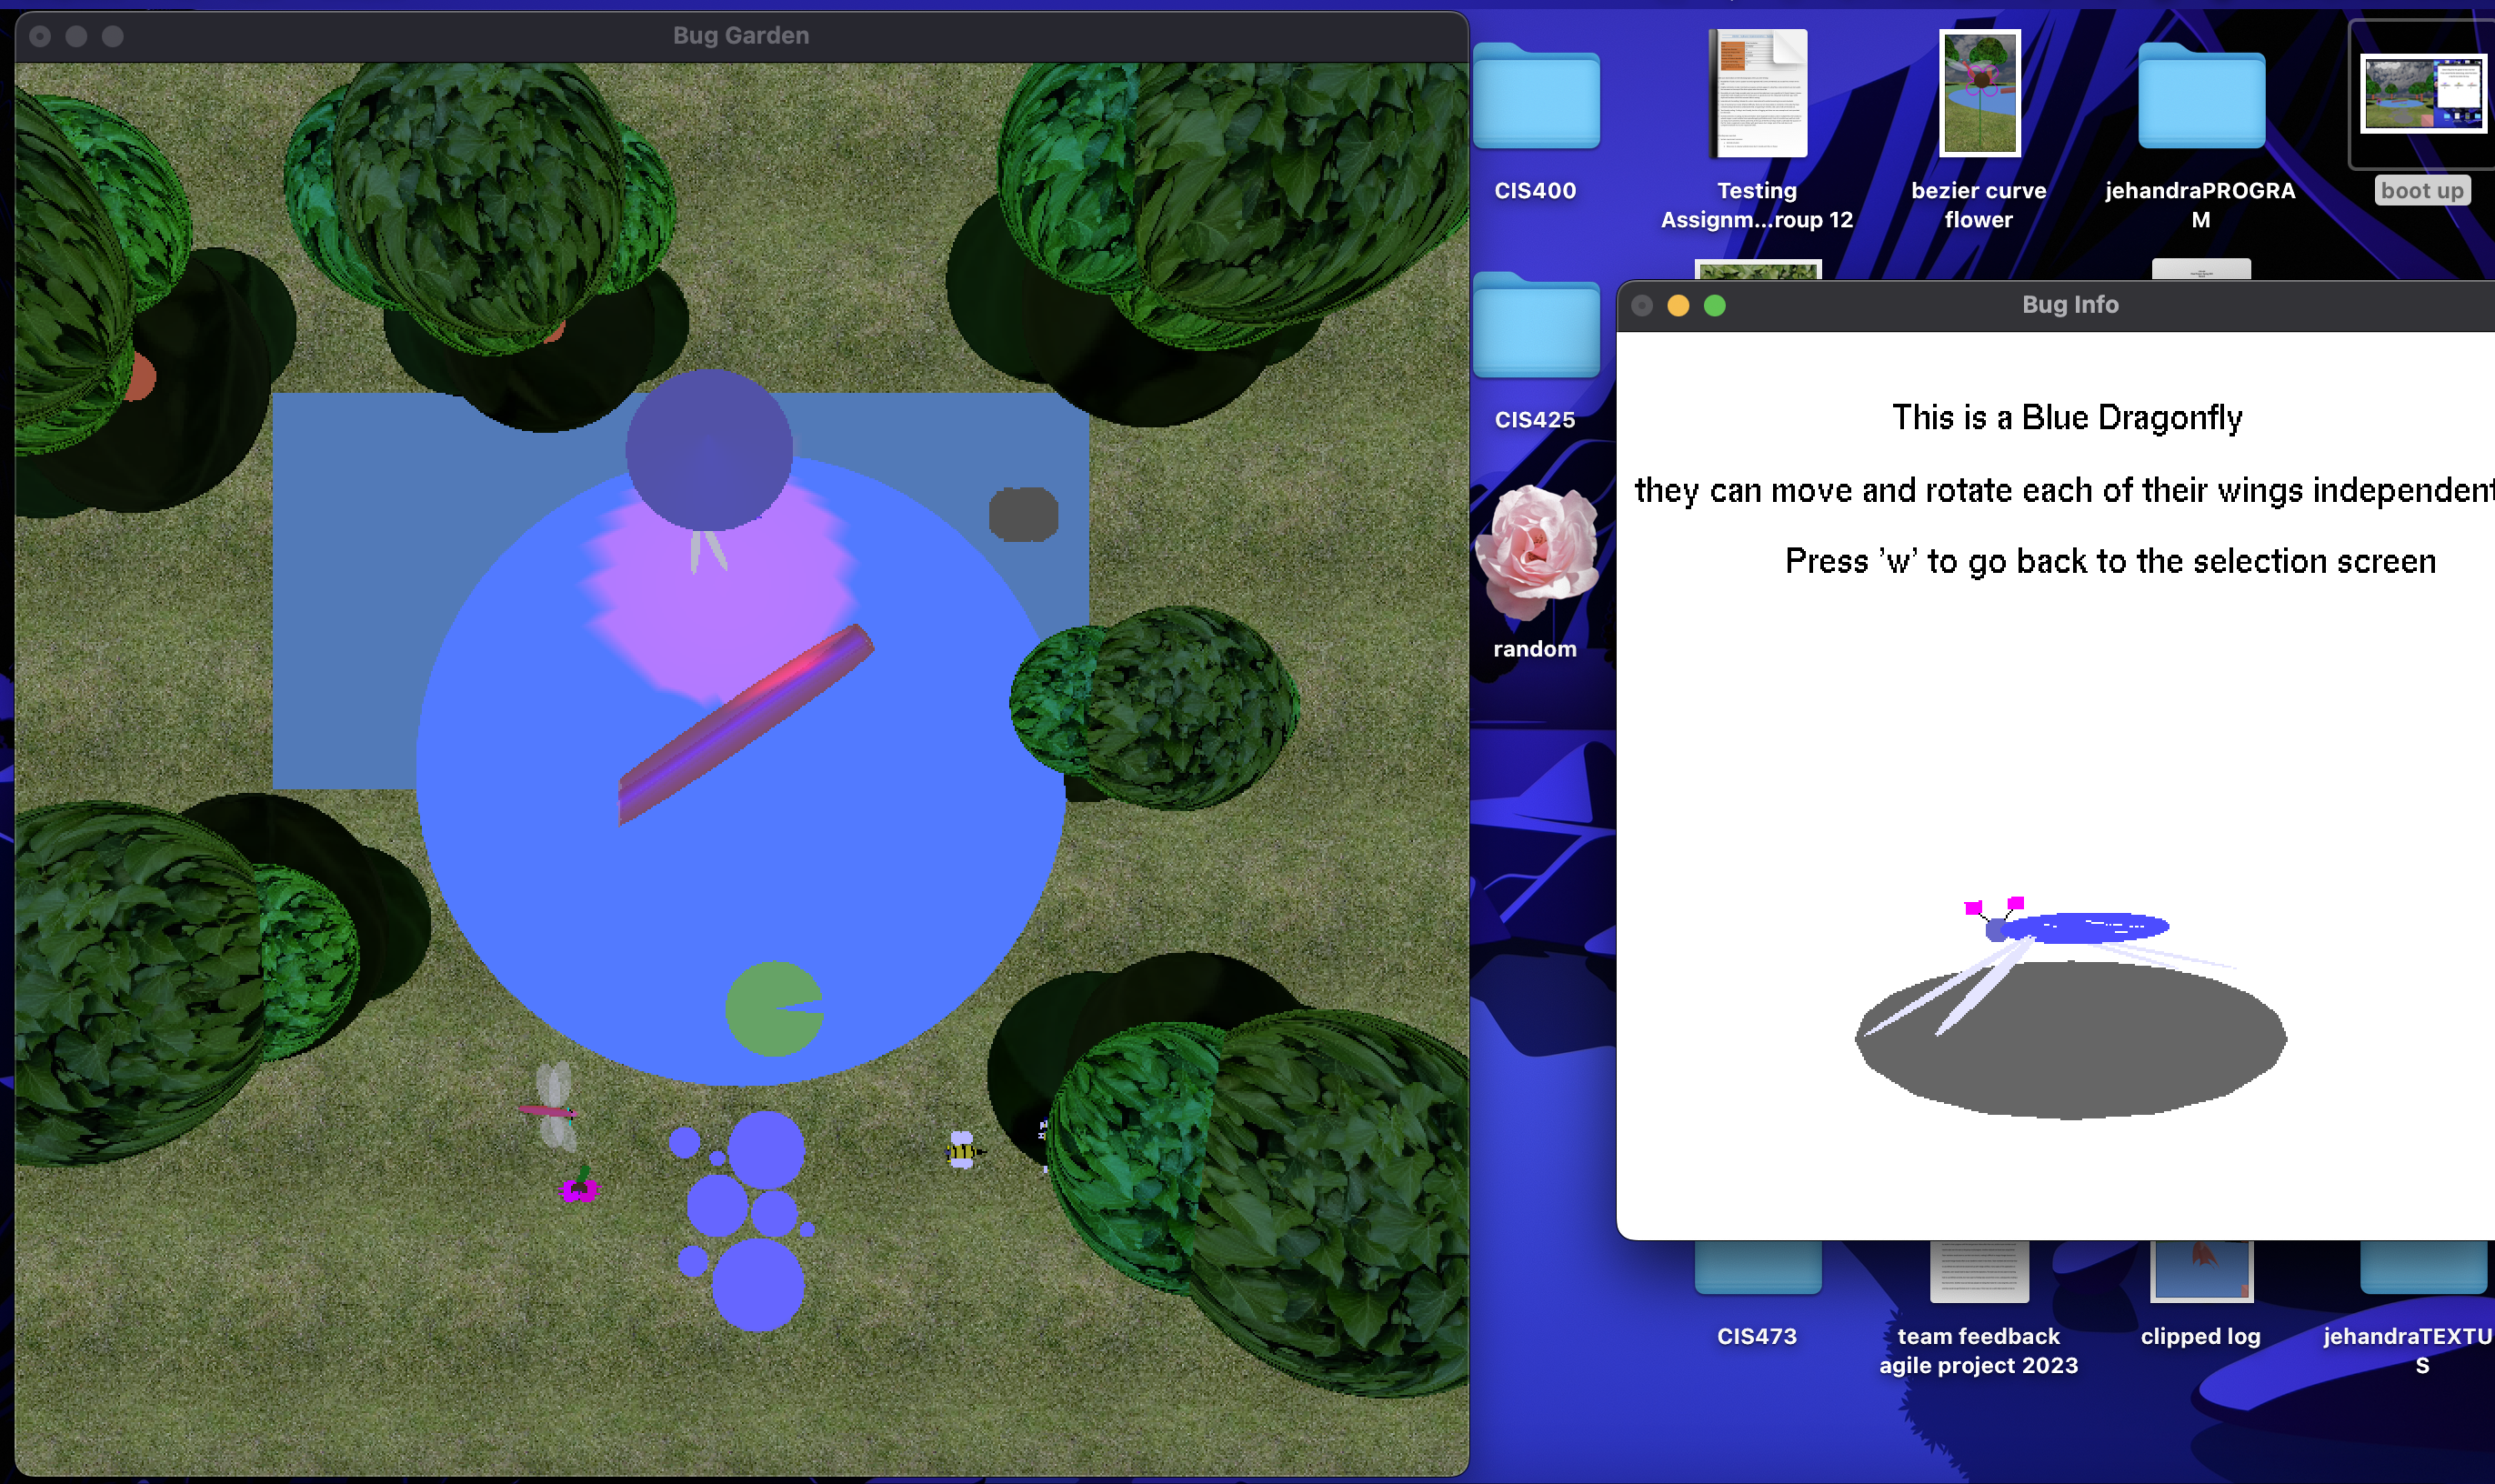 Bug Garden
CIS400
Testing
Assignm...roup 12
bezier curve
flower
jehandraPROGRA
M
boot up
CIS425
random
Bug Info
This is a Blue Dragonfly
they can move and rotate each of their wings independent
Press 'w' to go back to the selection screen
CIS473
team feedback
agile project 2023
clipped log
jehandraTEXTU
S